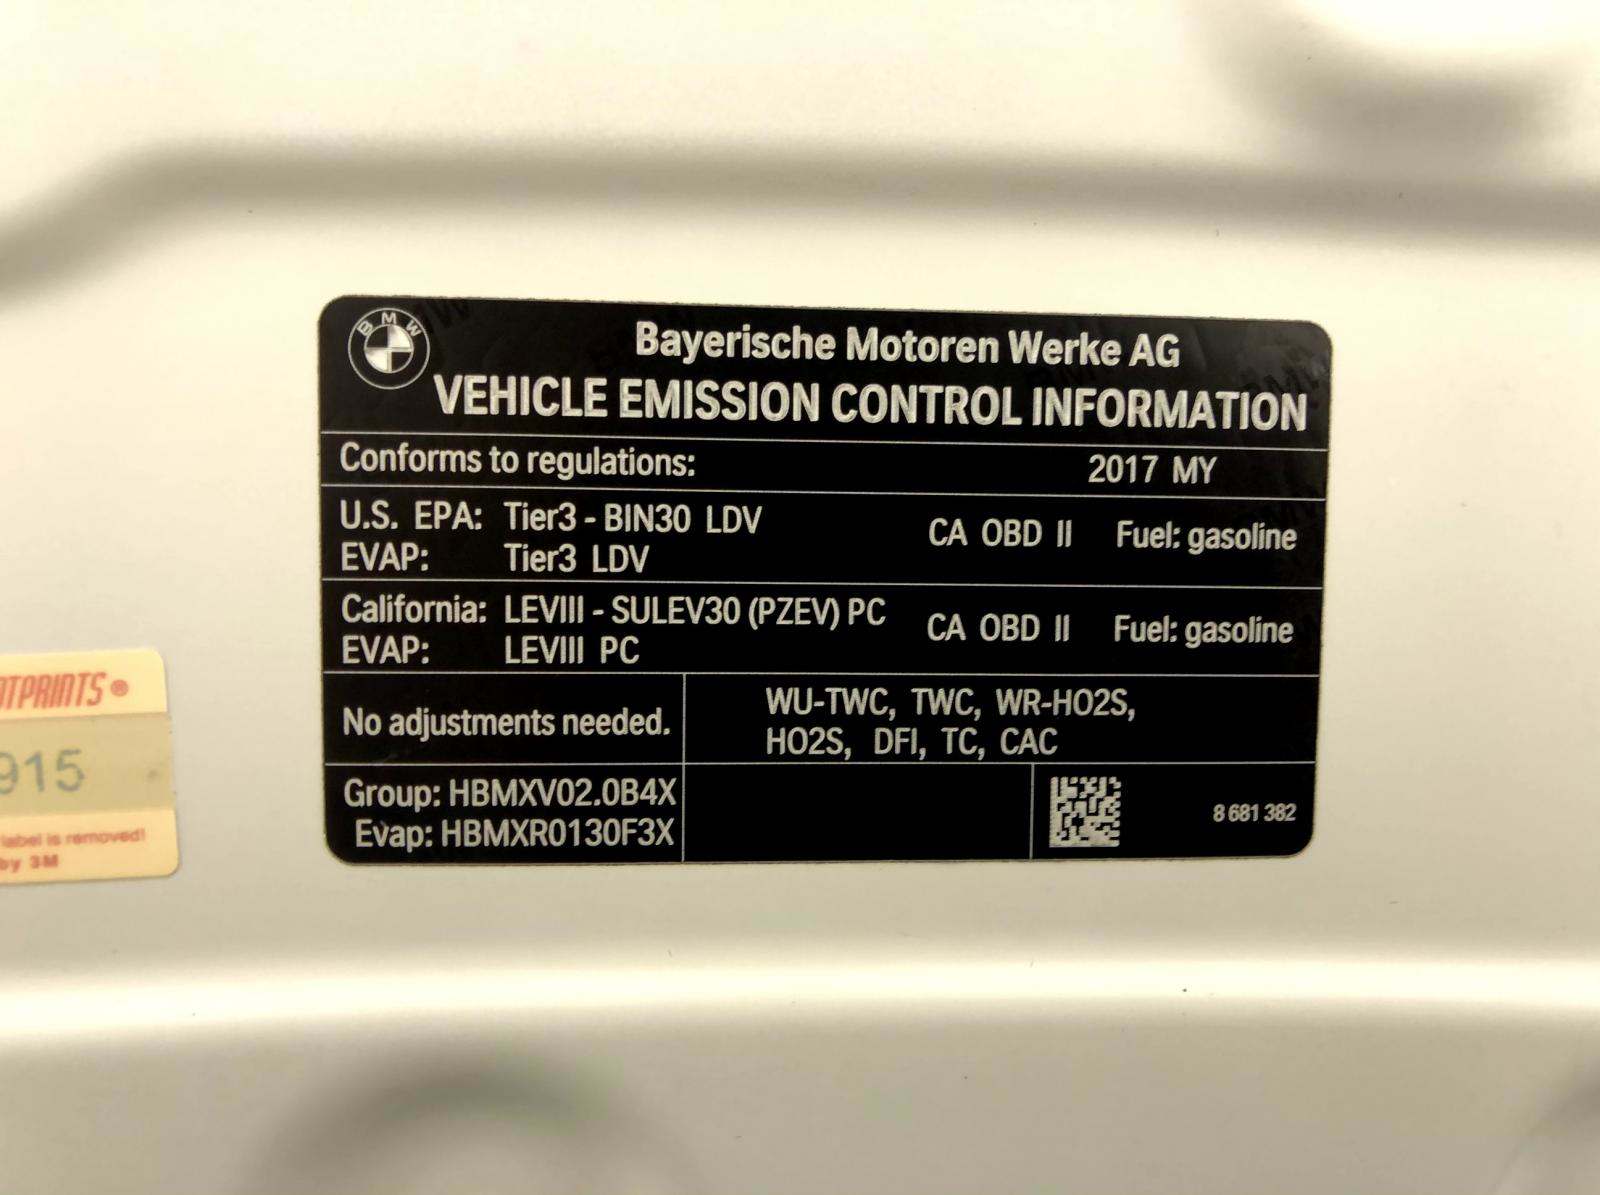 BMW
Bayerische Motoren Werke AG
VEHICLE EMISSION CONTROL INFORMATION
Conforms to regulations: 2017 MY
U.S. EPA: Tier3 - BIN30 LDV CA OBD II Fuel: gasoline
EVAP: Tier3 LDV
California: LEVIII - SULEV30 (PZEV) PC CA OBD II Fuel: gasoline
EVAP: LEVIII PC
No adjustments needed.
WU-TWC, TWC, WR-HO2S,
HO2S, DFI, TC, CAC
Group: HBMXV02.0B4X
Evap: HBMXR0130F3X
8 681 382
915
label is removed!
by 3M